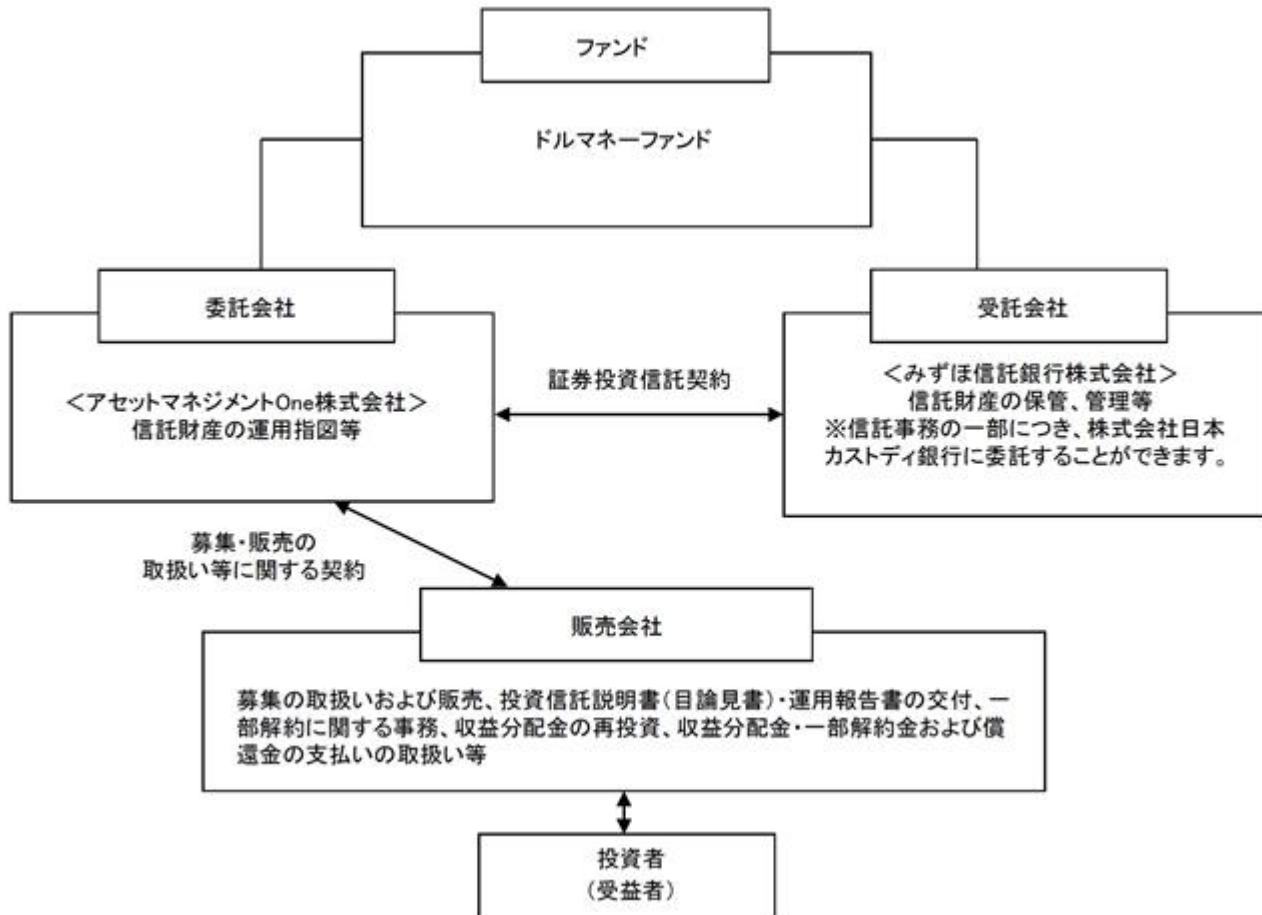 ファンド
ドルマネーファンド
委託会社
＜アセットマネジメントOne株式会社＞
信託財産の運用指図等
証券投資信託契約
受託会社
＜みずほ信託銀行株式会社＞
信託財産の保管、管理等
※信託事務の一部につき、株式会社日本
カストディ銀行に委託することができます。
募集・販売の
取扱い等に関する契約
販売会社
募集の取扱いおよび販売、投資信託説明書（目論見書）・運用報告書の交付、一
部解約に関する事務、収益分配金の再投資、収益分配金・一部解約金および償
還金の支払いの取扱い等
投資者
（受益者）